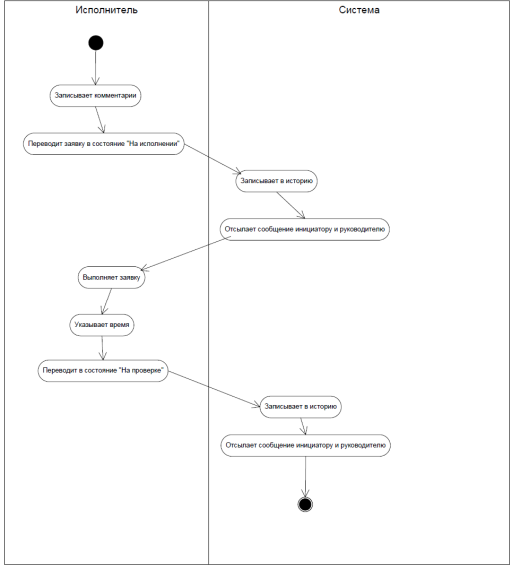 Исполнитель
Система
Записывает комментарии
Переводит заявку в состояние "На исполнении"
Записывает в историю
Отсылает сообщение инициатору и руководителю
Выполняет заявку
Указывает время
Переводит в состояние "На проверке"
Записывает в историю
Отсылает сообщение инициатору и руководителю